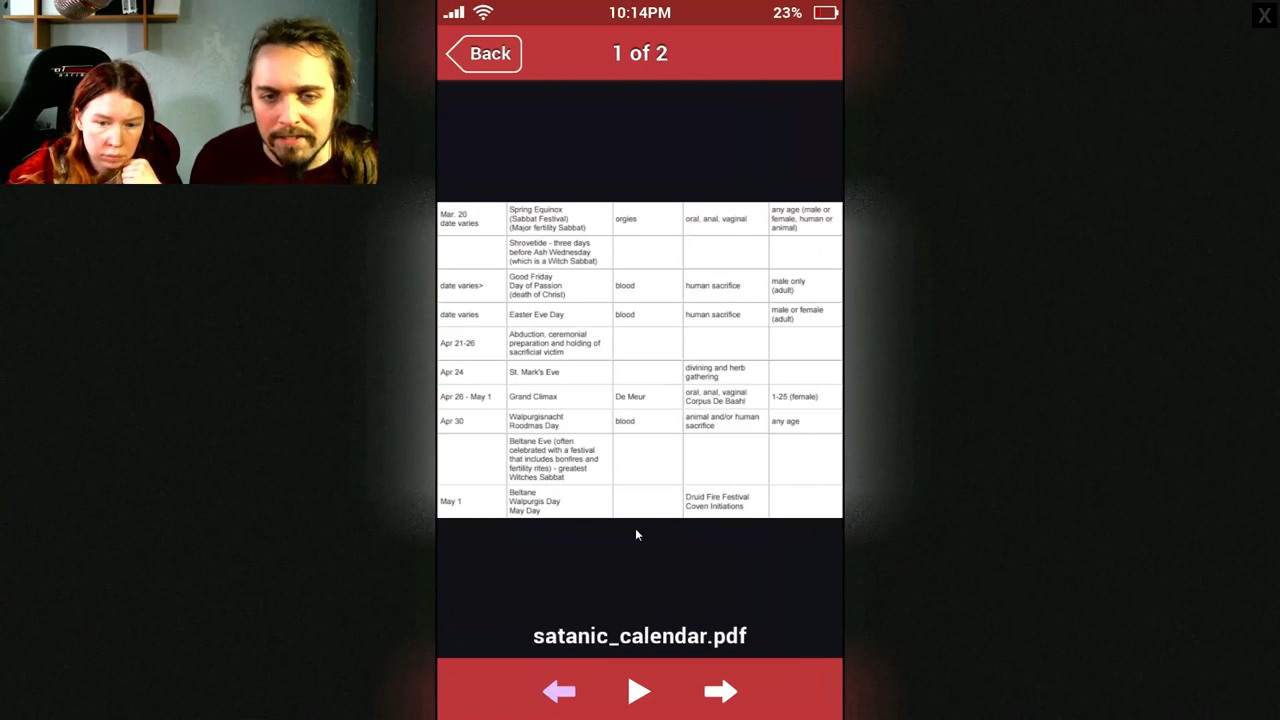 10:14PM
23%
X
Back
1 of 2
Mar. 20
date varies
Spring Equinox
(Sabbat Festival)
(Major fertility Sabbat)
orgies
oral, anal, vaginal
any age (male or
female, human or
animal)
Shrovetide - three days
before Ash Wednesday
(which is a Witch Sabbat)
date varies>
Good Friday
Day of Passion
(death of Christ)
blood
human sacrifice
male only
(adult)
date varies
Easter Eve Day
blood
human sacrifice
male or female
(adult)
Apr 21-26
Abduction, ceremonial
preparation and holding of
sacrificial victim
Apr 24
St. Mark's Eve
divining and herb
gathering
Apr 26 - May 1
Grand Climax
De Meur
oral, anal, vaginal
Corpus De Baahl
1-25 (female)
Apr 30
Walpurgisnacht
Roodmas Day
blood
animal and/or human
sacrifice
any age
Beltane Eve (often
celebrated with a festival
that includes bonfires and
fertility rites) - greatest
Witches Sabbat
May 1
Beltane
Walpurgis Day
May Day
Druid Fire Festival
Coven Initiations
satanic_calendar.pdf